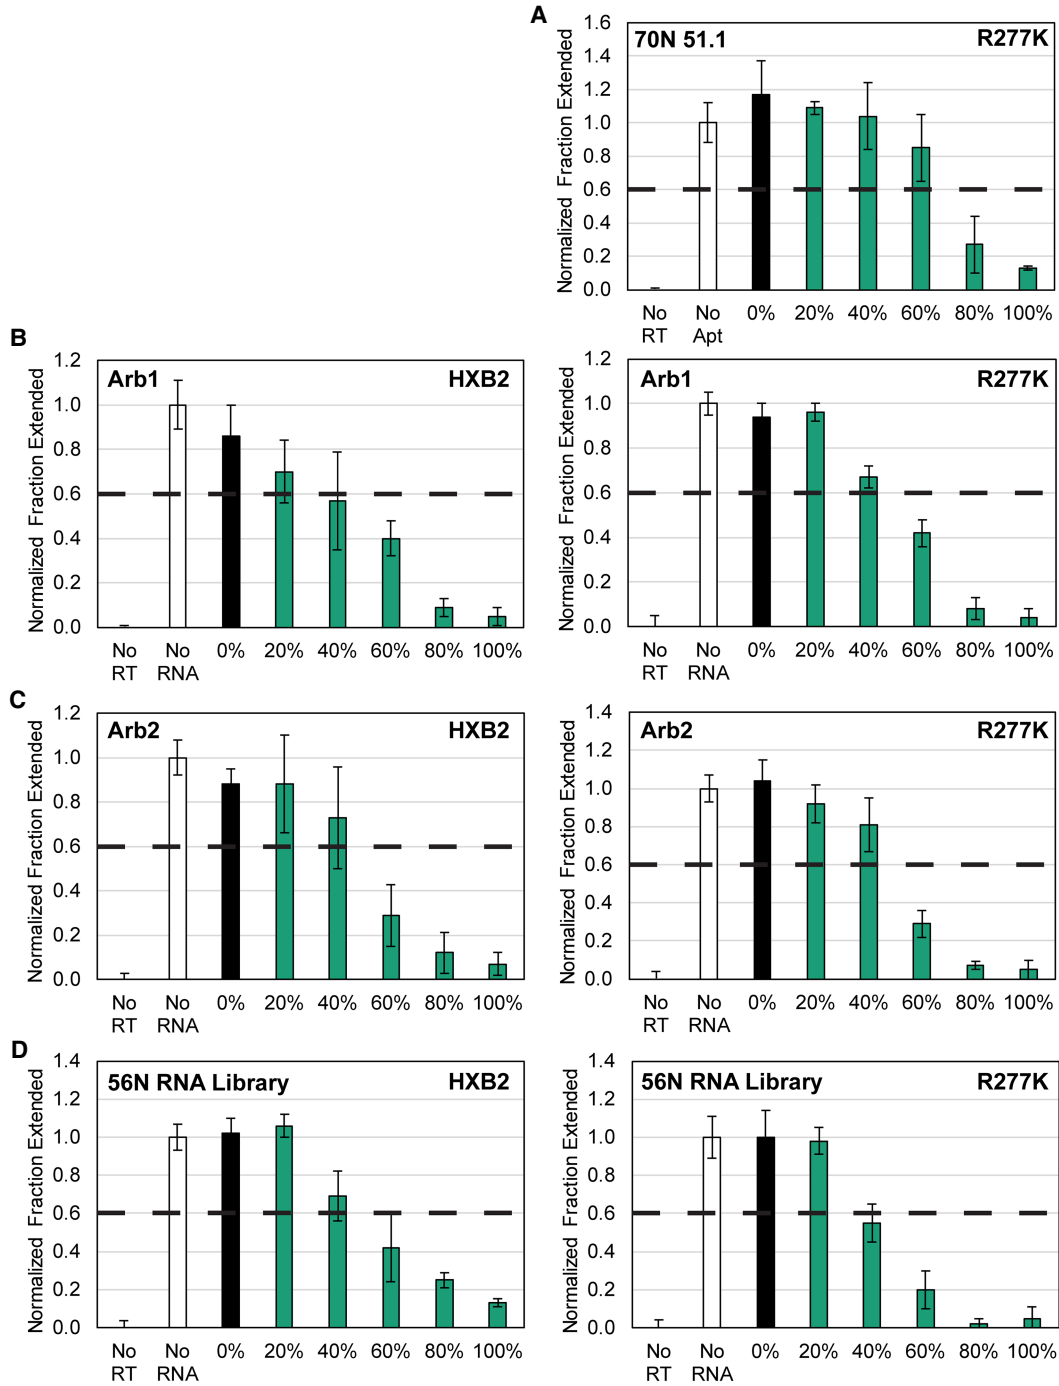 A
70N 51.1 R277K
Normalized Fraction Extended
1.6
1.4
1.2
1.0
0.8
0.6
0.4
0.2
0.0
No RT No Apt 0% 20% 40% 60% 80% 100%
B
Arb1 HXB2
Normalized Fraction Extended
1.2
1.0
0.8
0.6
0.4
0.2
0.0
No RT No RNA 0% 20% 40% 60% 80% 100%
Arb1 R277K
Normalized Fraction Extended
1.2
1.0
0.8
0.6
0.4
0.2
0.0
No RT No RNA 0% 20% 40% 60% 80% 100%
C
Arb2 HXB2
Normalized Fraction Extended
1.2
1.0
0.8
0.6
0.4
0.2
0.0
No RT No RNA 0% 20% 40% 60% 80% 100%
Arb2 R277K
Normalized Fraction Extended
1.4
1.2
1.0
0.8
0.6
0.4
0.2
0.0
No RT No RNA 0% 20% 40% 60% 80% 100%
D
56N RNA Library HXB2
Normalized Fraction Extended
1.4
1.2
1.0
0.8
0.6
0.4
0.2
0.0
No RT No RNA 0% 20% 40% 60% 80% 100%
56N RNA Library R277K
Normalized Fraction Extended
1.4
1.2
1.0
0.8
0.6
0.4
0.2
0.0
No RT No RNA 0% 20% 40% 60% 80% 100%